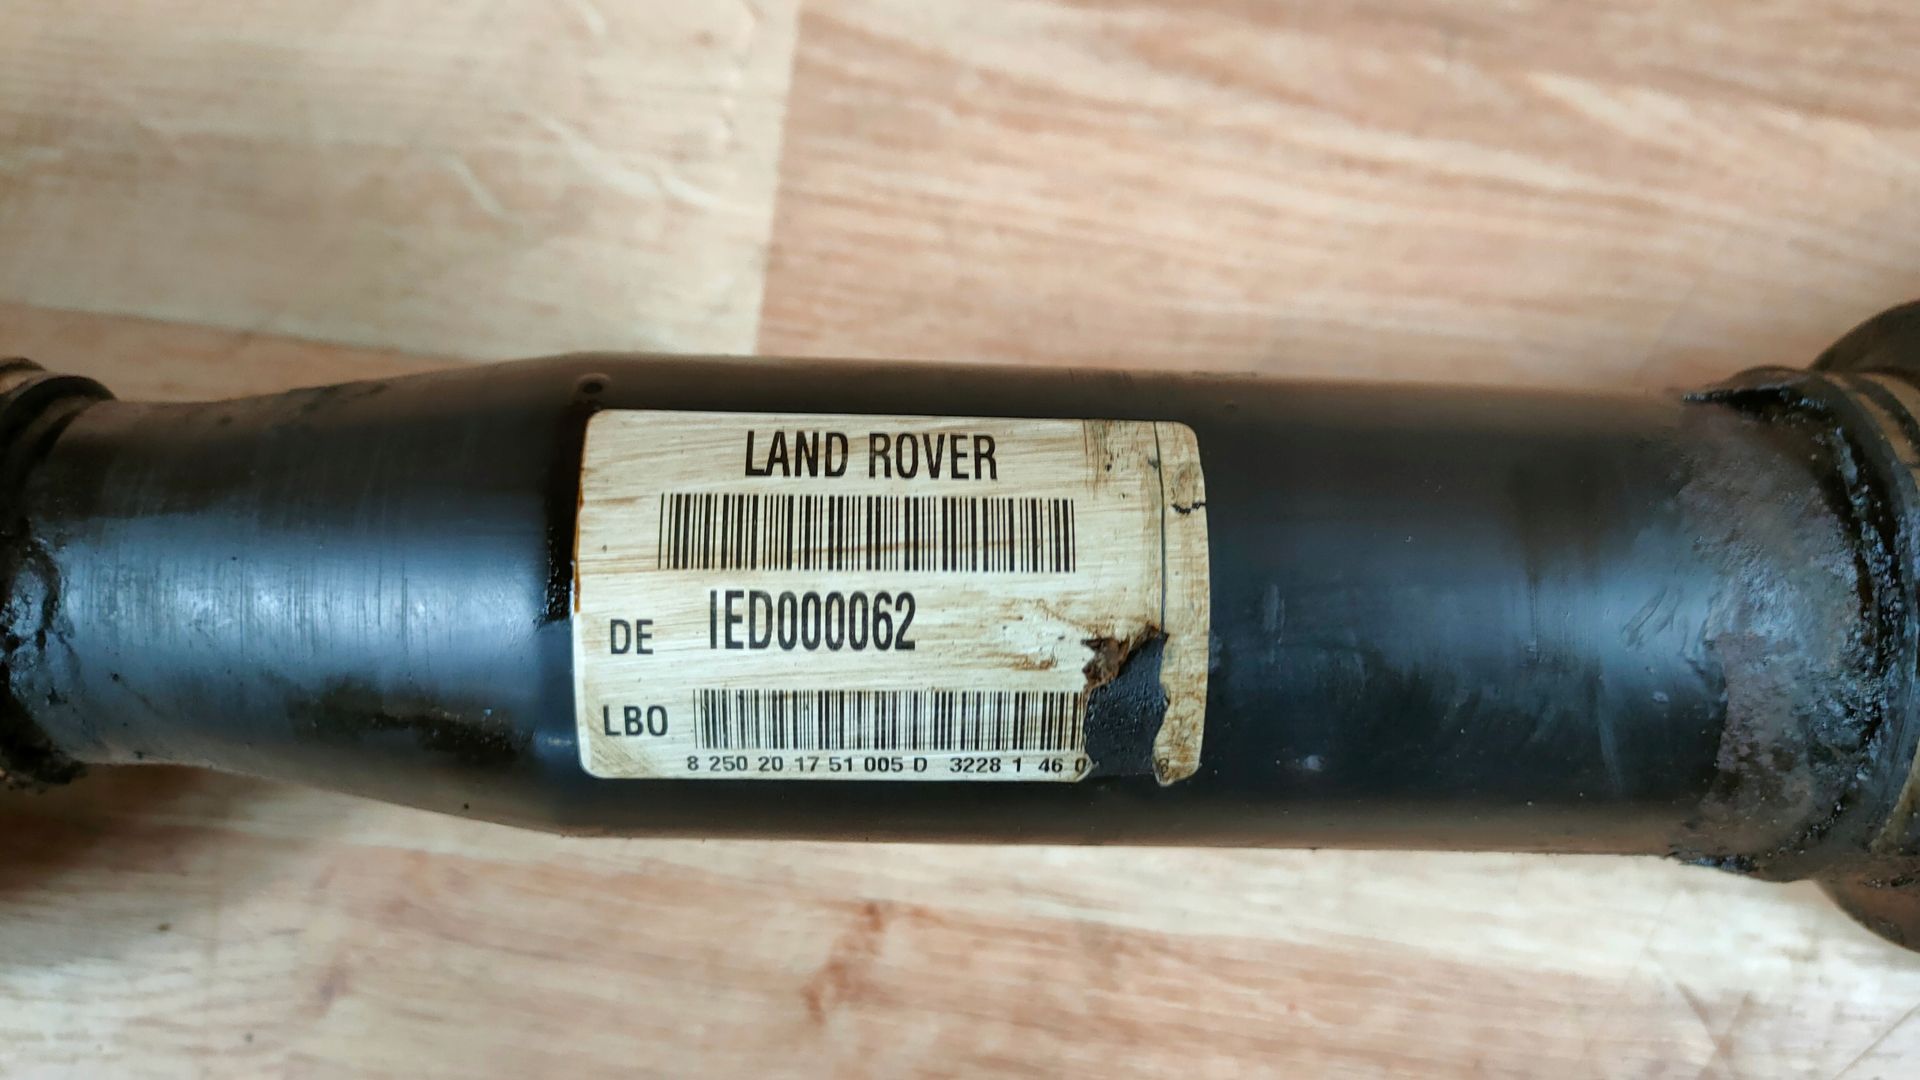 LAND ROVER
DE IED000062
LBO
8 250 20 17 51 005 D 3228 1 46